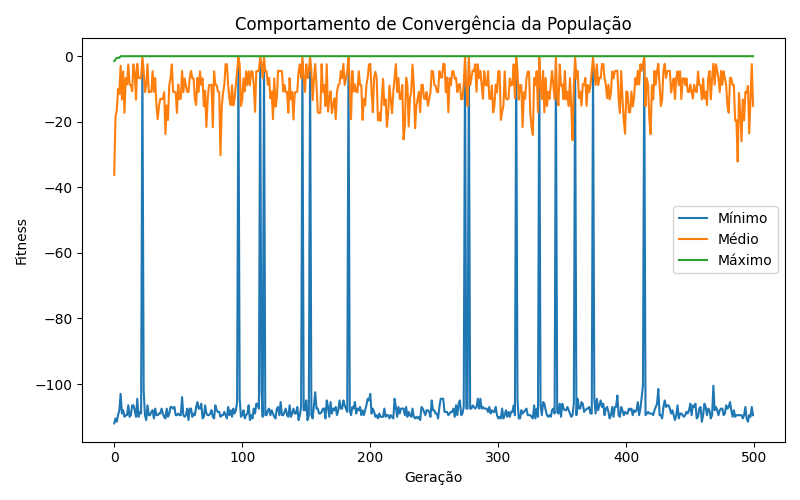 Comportamento de Convergência da População
Fitness
0
−20
−40
−60
−80
−100
0
100
200
300
400
500
Geração
Mínimo
Médio
Máximo